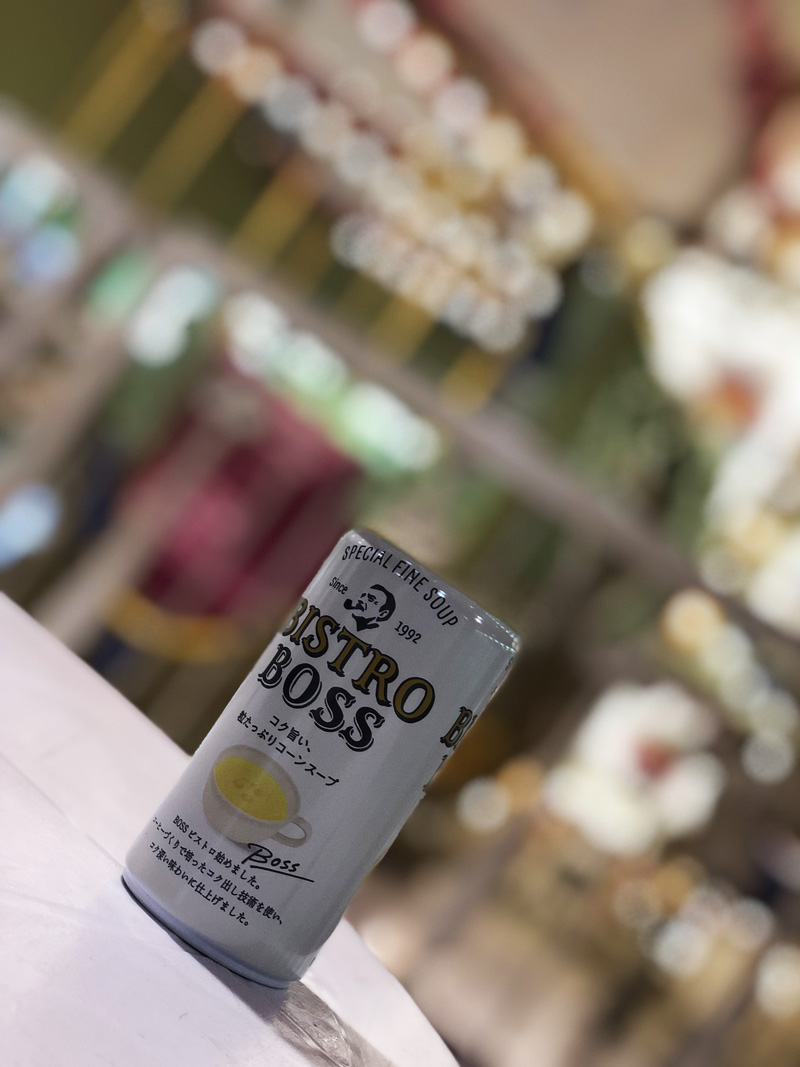 SPECIAL FINE SOUP
Since 1992
BISTRO
BOSS
コク旨い、
粒たっぷりコーンスープ
BOSS ビストロ始めました。
コーヒーづくりで培ったコク出し技術を使い、
コク深い味わいに仕上げました。
Boss